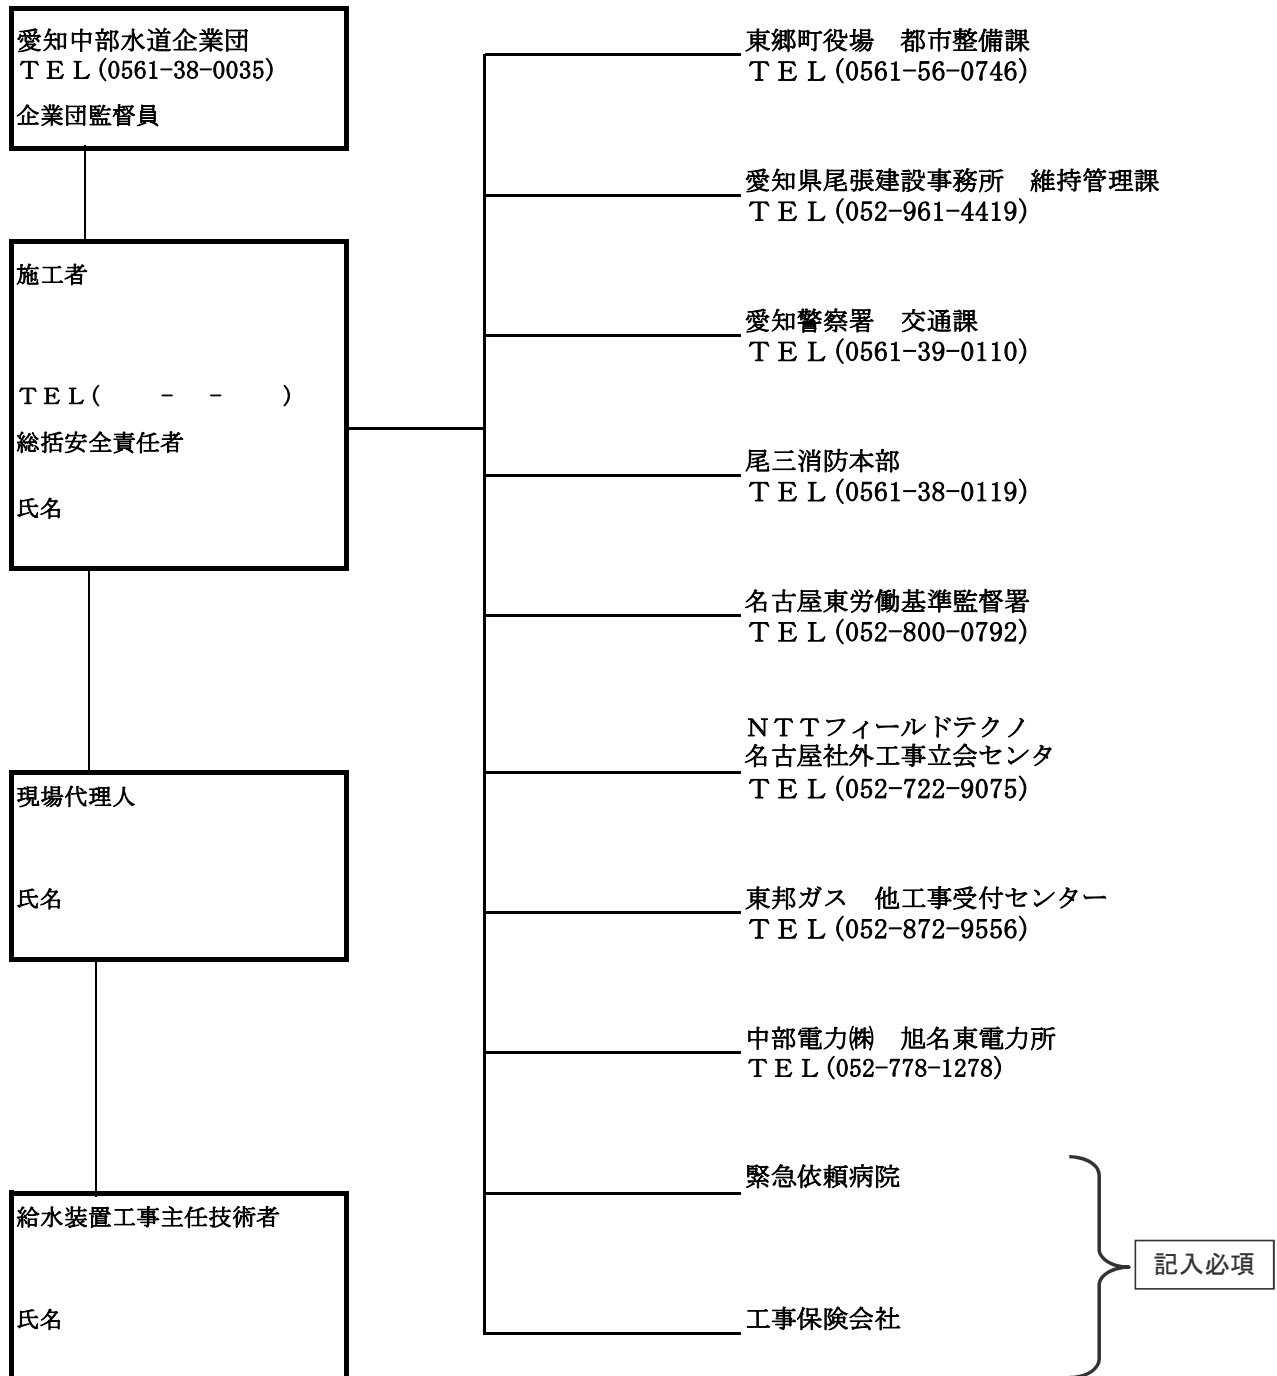 愛知中部水道企業団
ＴＥＬ(0561-38-0035)
企業団監督員
施工者
ＴＥＬ(　　-　-　　)
総括安全責任者
氏名
現場代理人
氏名
給水装置工事主任技術者
氏名
東郷町役場　都市整備課
ＴＥＬ(0561-56-0746)
愛知県尾張建設事務所　維持管理課
ＴＥＬ(052-961-4419)
愛知警察署　交通課
ＴＥＬ(0561-39-0110)
尾三消防本部
ＴＥＬ(0561-38-0119)
名古屋東労働基準監督署
ＴＥＬ(052-800-0792)
ＮＴＴフィールドテクノ
名古屋社外工事立会センタ
ＴＥＬ(052-722-9075)
東邦ガス　他工事受付センター
ＴＥＬ(052-872-9556)
中部電力㈱　旭名東電力所
ＴＥＬ(052-778-1278)
緊急依頼病院
工事保険会社
記入必項